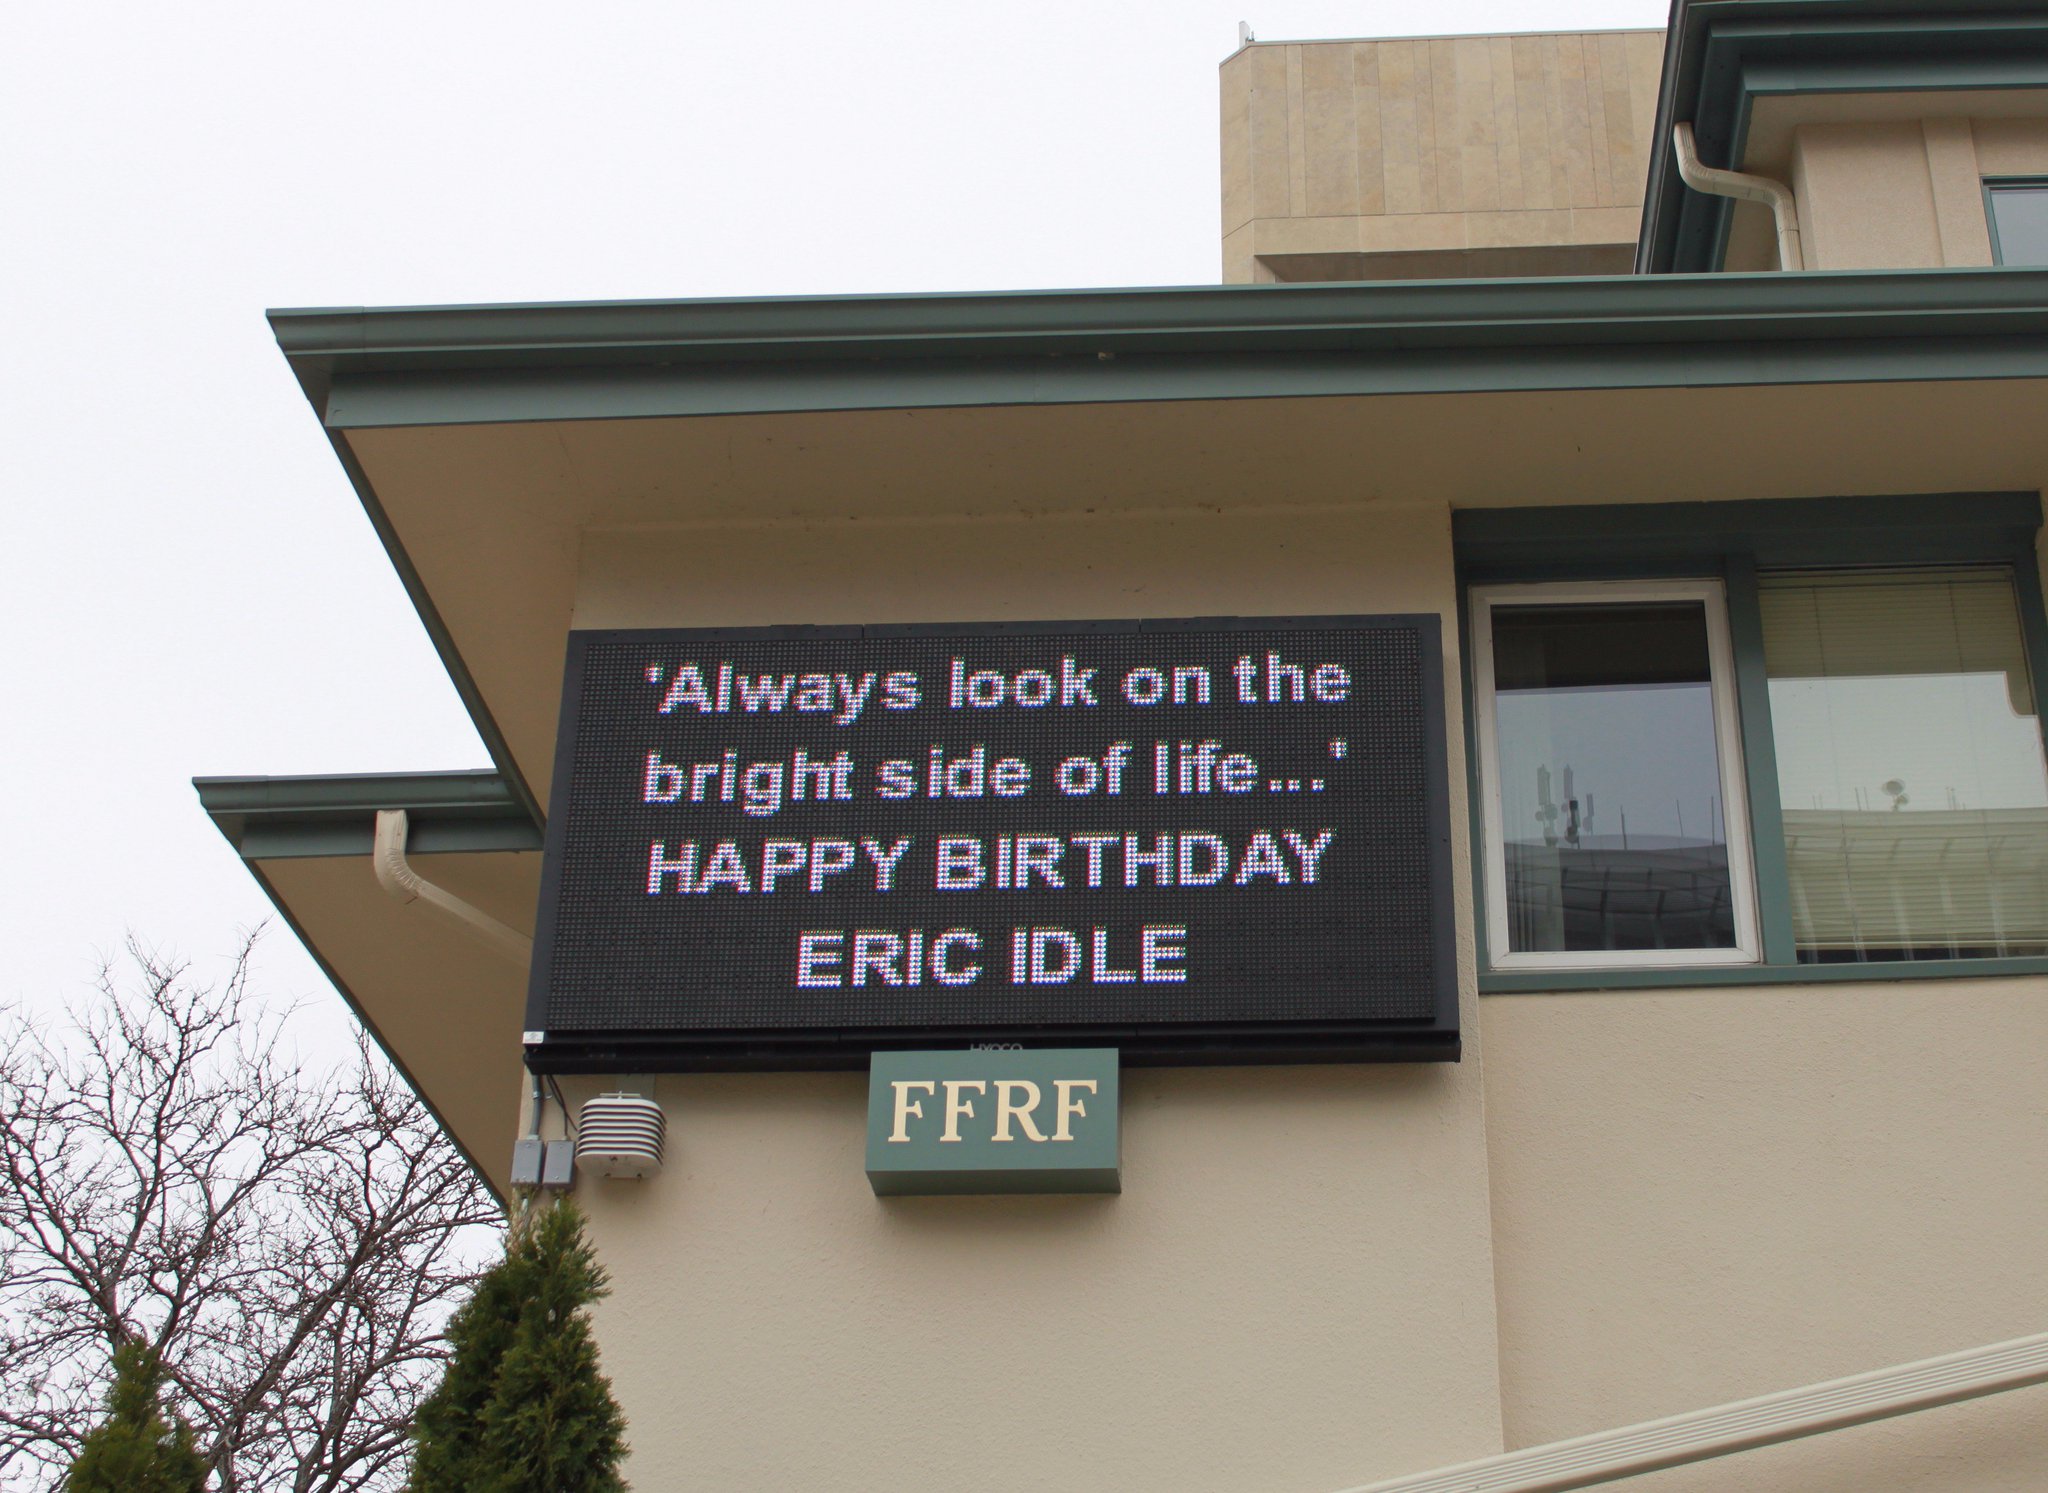 'Always look on the
bright side of life...'
HAPPY BIRTHDAY
ERIC IDLE
FFRF